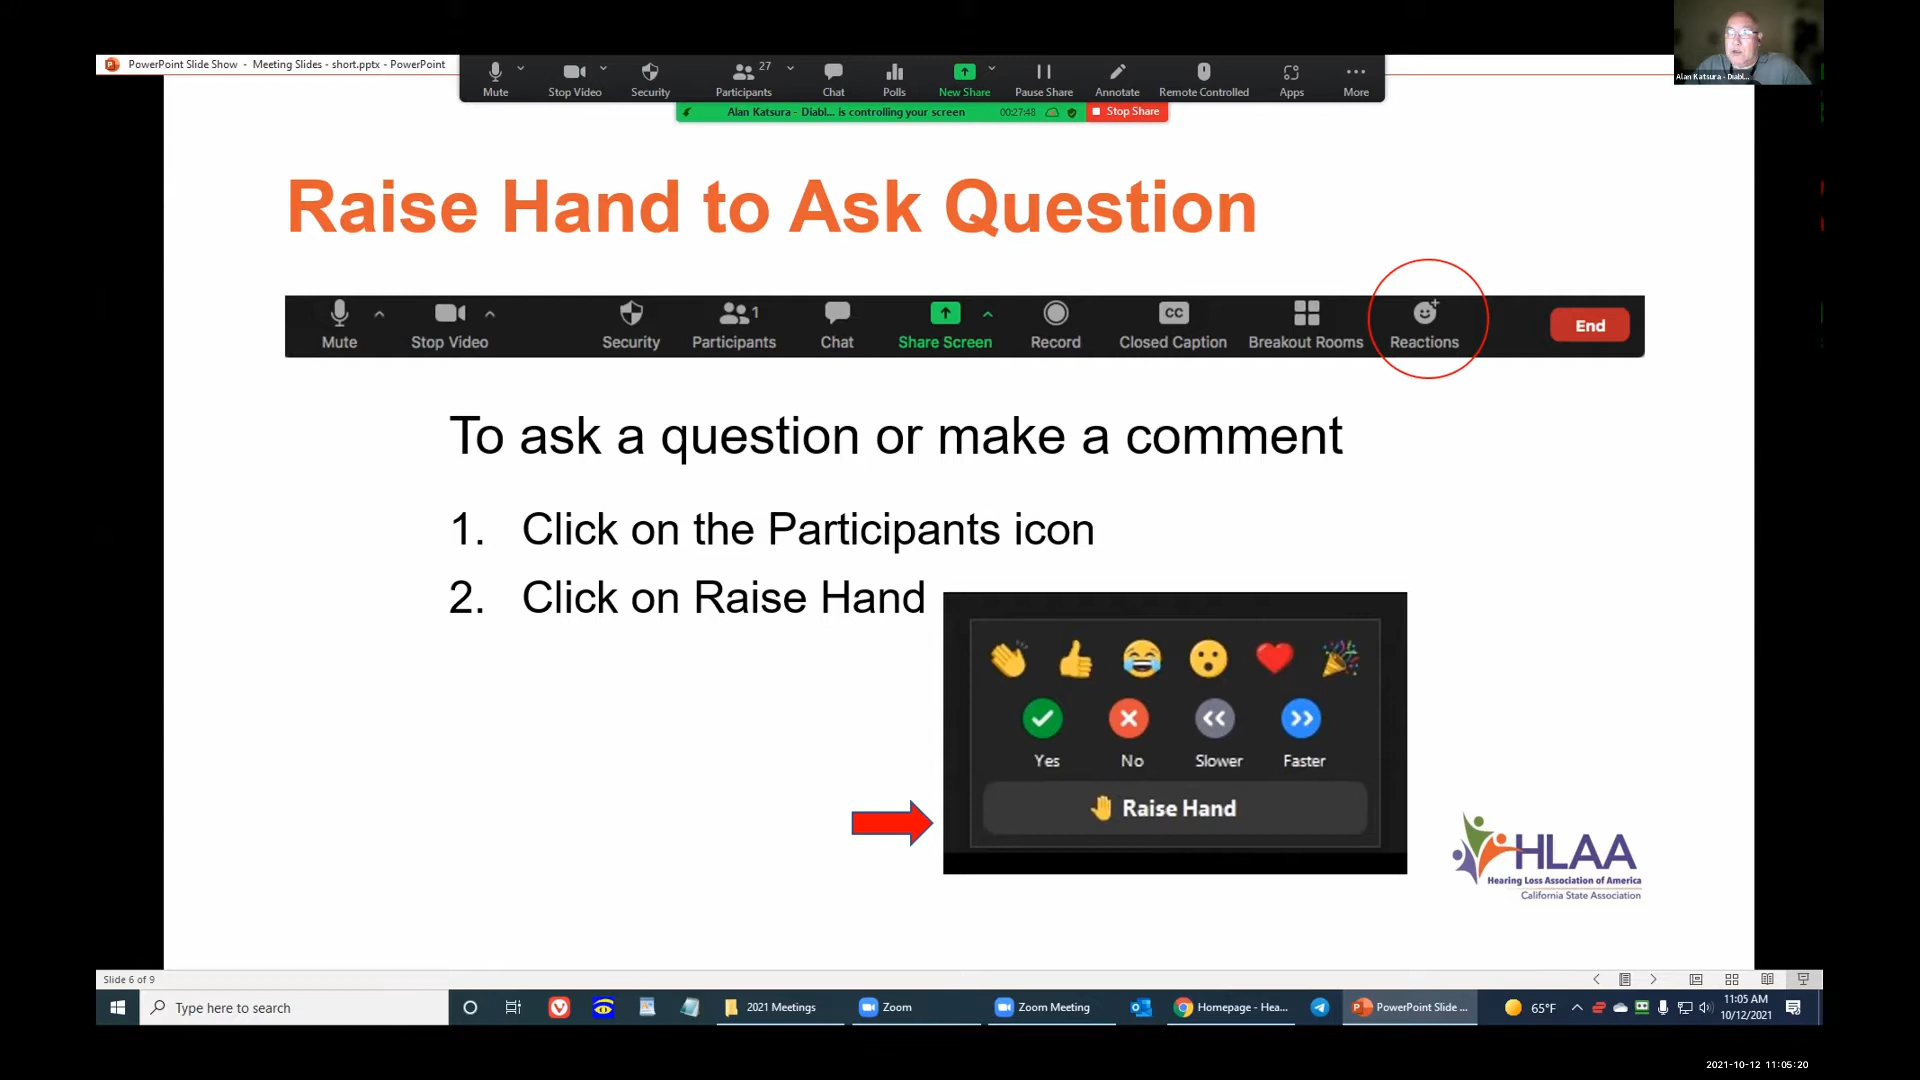 PowerPoint Slide Show - Meeting Slides - short.pptx - PowerPoint
27
Mute Stop Video Security Participants Chat Polls New Share Pause Share Annotate Remote Controlled Apps More
Alan Katsura - Diabl... is controlling your screen 00:27:48 Stop Share
Alan Katsura - Diabl...
Raise Hand to Ask Question
1
CC
Mute Stop Video Security Participants Chat Share Screen Record Closed Caption Breakout Rooms Reactions End
To ask a question or make a comment
1. Click on the Participants icon
2. Click on Raise Hand
Yes No Slower Faster
Raise Hand
HLAA
Hearing Loss Association of America
California State Association
Slide 6 of 9
Type here to search 2021 Meetings Zoom Zoom Meeting Homepage - Hea... PowerPoint Slide ... 65°F 11:05 AM
10/12/2021
2021-10-12 11:05:20